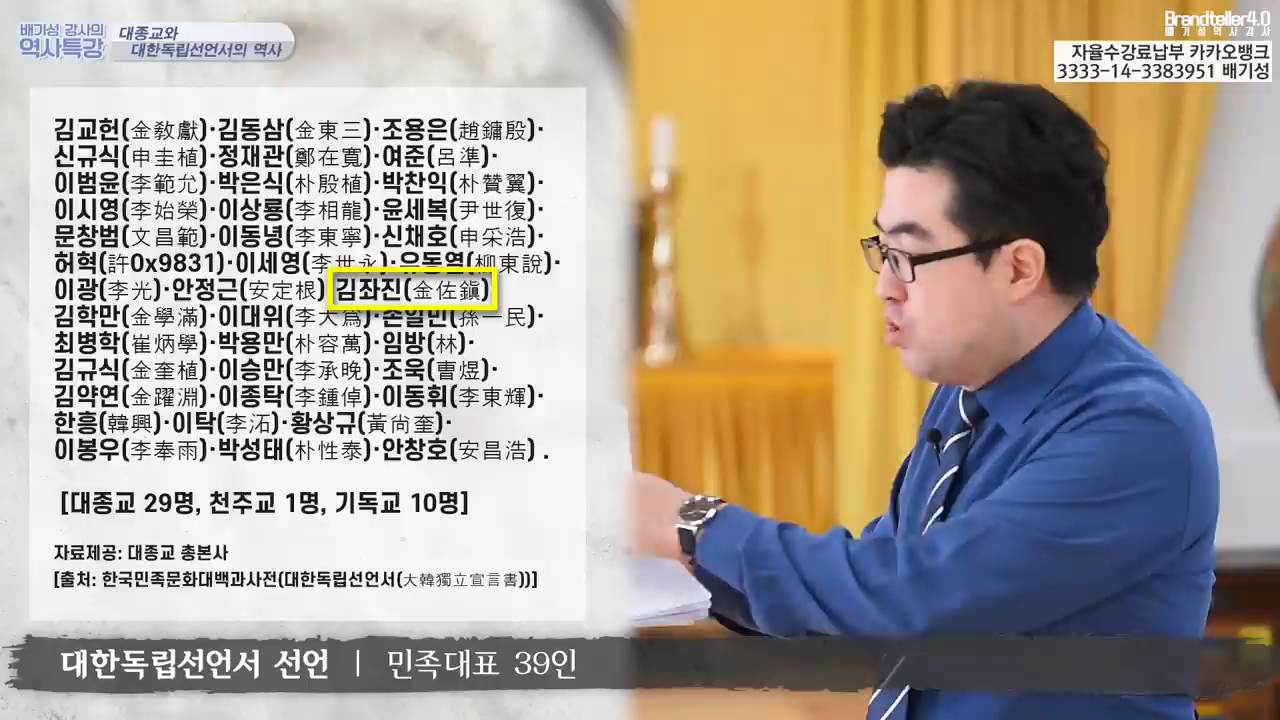 배기성 강사의
역사특강
대종교와
대한독립선언서의 역사
Brandteller4.0
배기성역사강사
자율수강료납부 카카오뱅크
3333-14-3383951 배기성
김교헌(金敎獻)·김동삼(金東三)·조용은(趙鏞殷)·
신규식(申圭植)·정재관(鄭在寬)·여준(呂準)·
이범윤(李範允)·박은식(朴殷植)·박찬익(朴贊翼)·
이시영(李始榮)·이상룡(李相龍)·윤세복(尹世復)·
문창범(文昌範)·이동녕(李東寧)·신채호(申采浩)·
허혁(許0x9831)·이세영(李世永)·유동열(柳東說)·
이광(李光)·안정근(安定根) 김좌진(金佐鎭)
김학만(金學滿)·이대위(李大爲)·손일민(孫一民)·
최병학(崔炳學)·박용만(朴容萬)·임방(林)·
김규식(金奎植)·이승만(李承晩)·조욱(曺煜)·
김약연(金躍淵)·이종탁(李鍾倬)·이동휘(李東輝)·
한흥(韓興)·이탁(李沰)·황상규(黃尙奎)·
이봉우(李奉雨)·박성태(朴性泰)·안창호(安昌浩) .
[대종교 29명, 천주교 1명, 기독교 10명]
자료제공: 대종교 총본사
[출처: 한국민족문화대백과사전(대한독립선언서(大韓獨立宣言書))]
대한독립선언서 선언 | 민족대표 39인